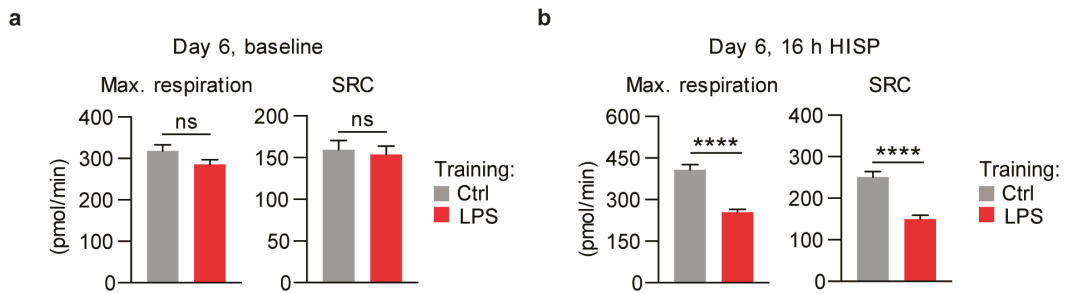 a
Day 6, baseline
Max. respiration
SRC
(pmol/min)
400
300
200
100
0
ns
200
150
100
50
0
ns
Training:
Ctrl
LPS
b
Day 6, 16 h HISP
Max. respiration
SRC
(pmol/min)
600
450
300
150
0
****
400
300
200
100
0
****
Training:
Ctrl
LPS